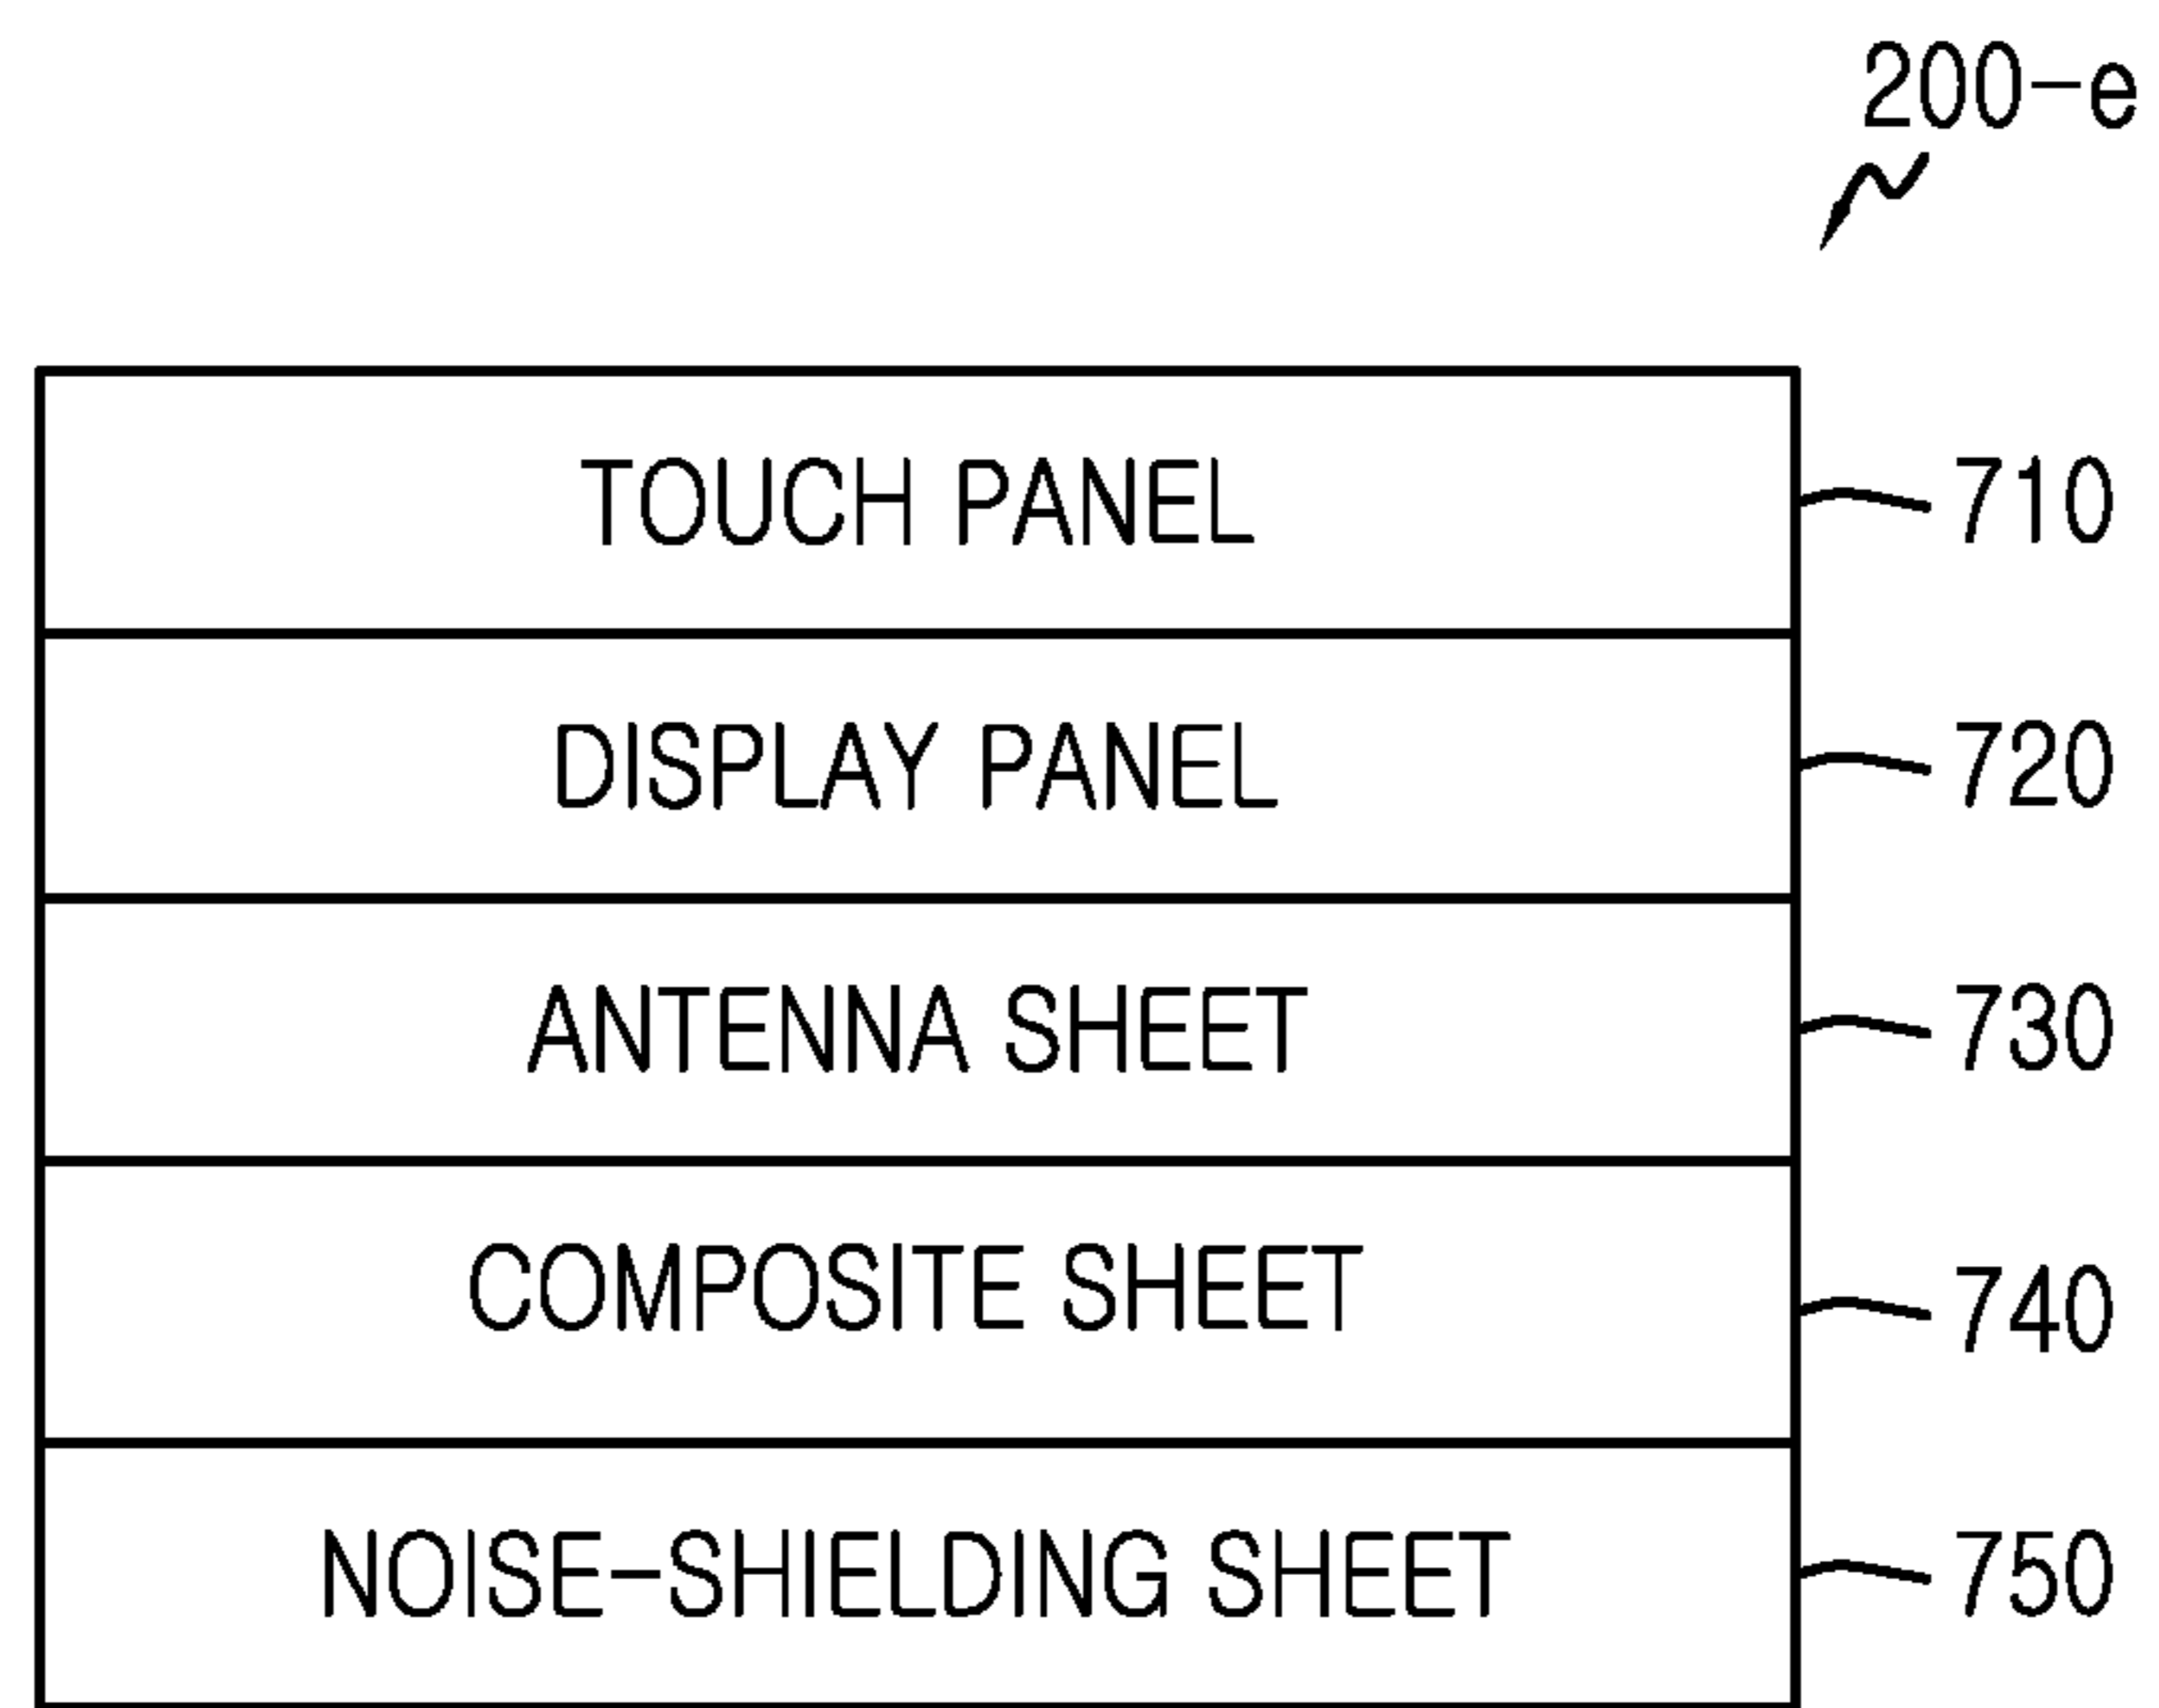 200-e
TOUCH PANEL 710
DISPLAY PANEL 720
ANTENNA SHEET 730
COMPOSITE SHEET 740
NOISE-SHIELDING SHEET 750